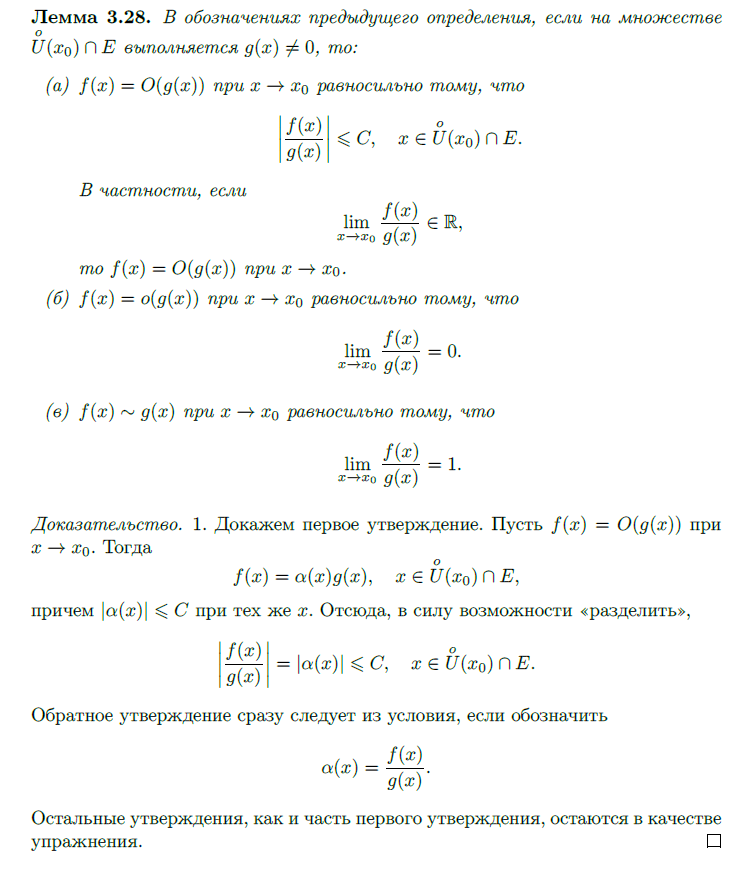 Лемма 3.28. В обозначениях предыдущего определения, если на множестве
$\overset{o}{U}(x_0) \cap E$ выполняется $g(x) \neq 0$, то:
(а) $f(x) = O(g(x))$ при $x \to x_0$ равносильно тому, что
$\left|\frac{f(x)}{g(x)}\right| \leqslant C, \quad x \in \overset{o}{U}(x_0) \cap E.$
В частности, если
$\lim_{x \to x_0} \frac{f(x)}{g(x)} \in \mathbb{R},$
то $f(x) = O(g(x))$ при $x \to x_0$.
(б) $f(x) = o(g(x))$ при $x \to x_0$ равносильно тому, что
$\lim_{x \to x_0} \frac{f(x)}{g(x)} = 0.$
(в) $f(x) \sim g(x)$ при $x \to x_0$ равносильно тому, что
$\lim_{x \to x_0} \frac{f(x)}{g(x)} = 1.$
Доказательство. 1. Докажем первое утверждение. Пусть $f(x) = O(g(x))$ при
$x \to x_0$. Тогда
$f(x) = \alpha(x)g(x), \quad x \in \overset{o}{U}(x_0) \cap E,$
причем $|\alpha(x)| \leqslant C$ при тех же $x$. Отсюда, в силу возможности «разделить»,
$\left|\frac{f(x)}{g(x)}\right| = |\alpha(x)| \leqslant C, \quad x \in \overset{o}{U}(x_0) \cap E.$
Обратное утверждение сразу следует из условия, если обозначить
$\alpha(x) = \frac{f(x)}{g(x)}.$
Остальные утверждения, как и часть первого утверждения, остаются в качестве
упражнения. □